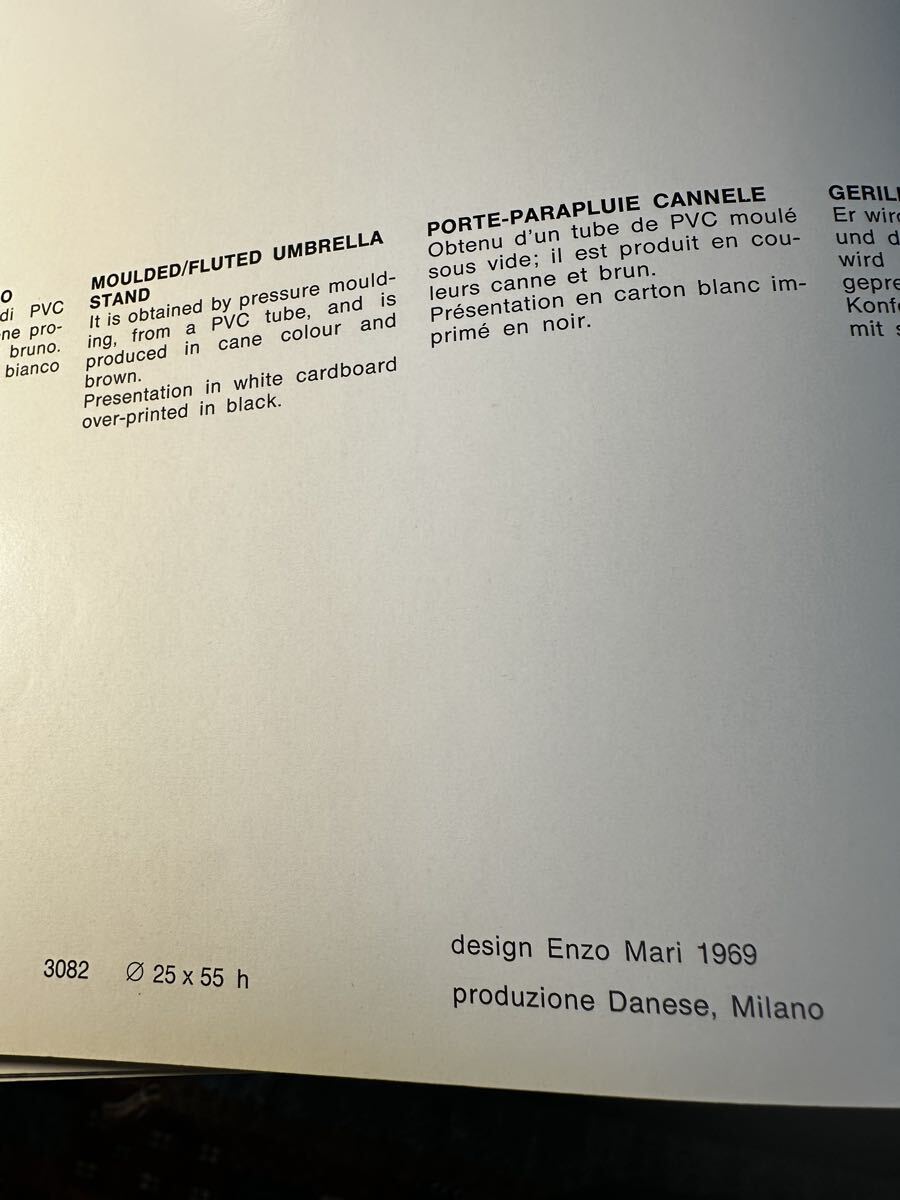 O
di PVC
ne pro-
bruno.
bianco
MOULDED/FLUTED UMBRELLA
STAND
It is obtained by pressure mould-
ing, from a PVC tube, and is
produced in cane colour and
brown.
Presentation in white cardboard
over-printed in black.
PORTE-PARAPLUIE CANNELE
Obtenu d'un tube de PVC moulé
sous vide; il est produit en cou-
leurs canne et brun.
Présentation en carton blanc im-
primé en noir.
GERILL
Er wird
und d
wird
gepre
Konfe
mit s
3082 Ø 25 x 55 h
design Enzo Mari 1969
produzione Danese, Milano